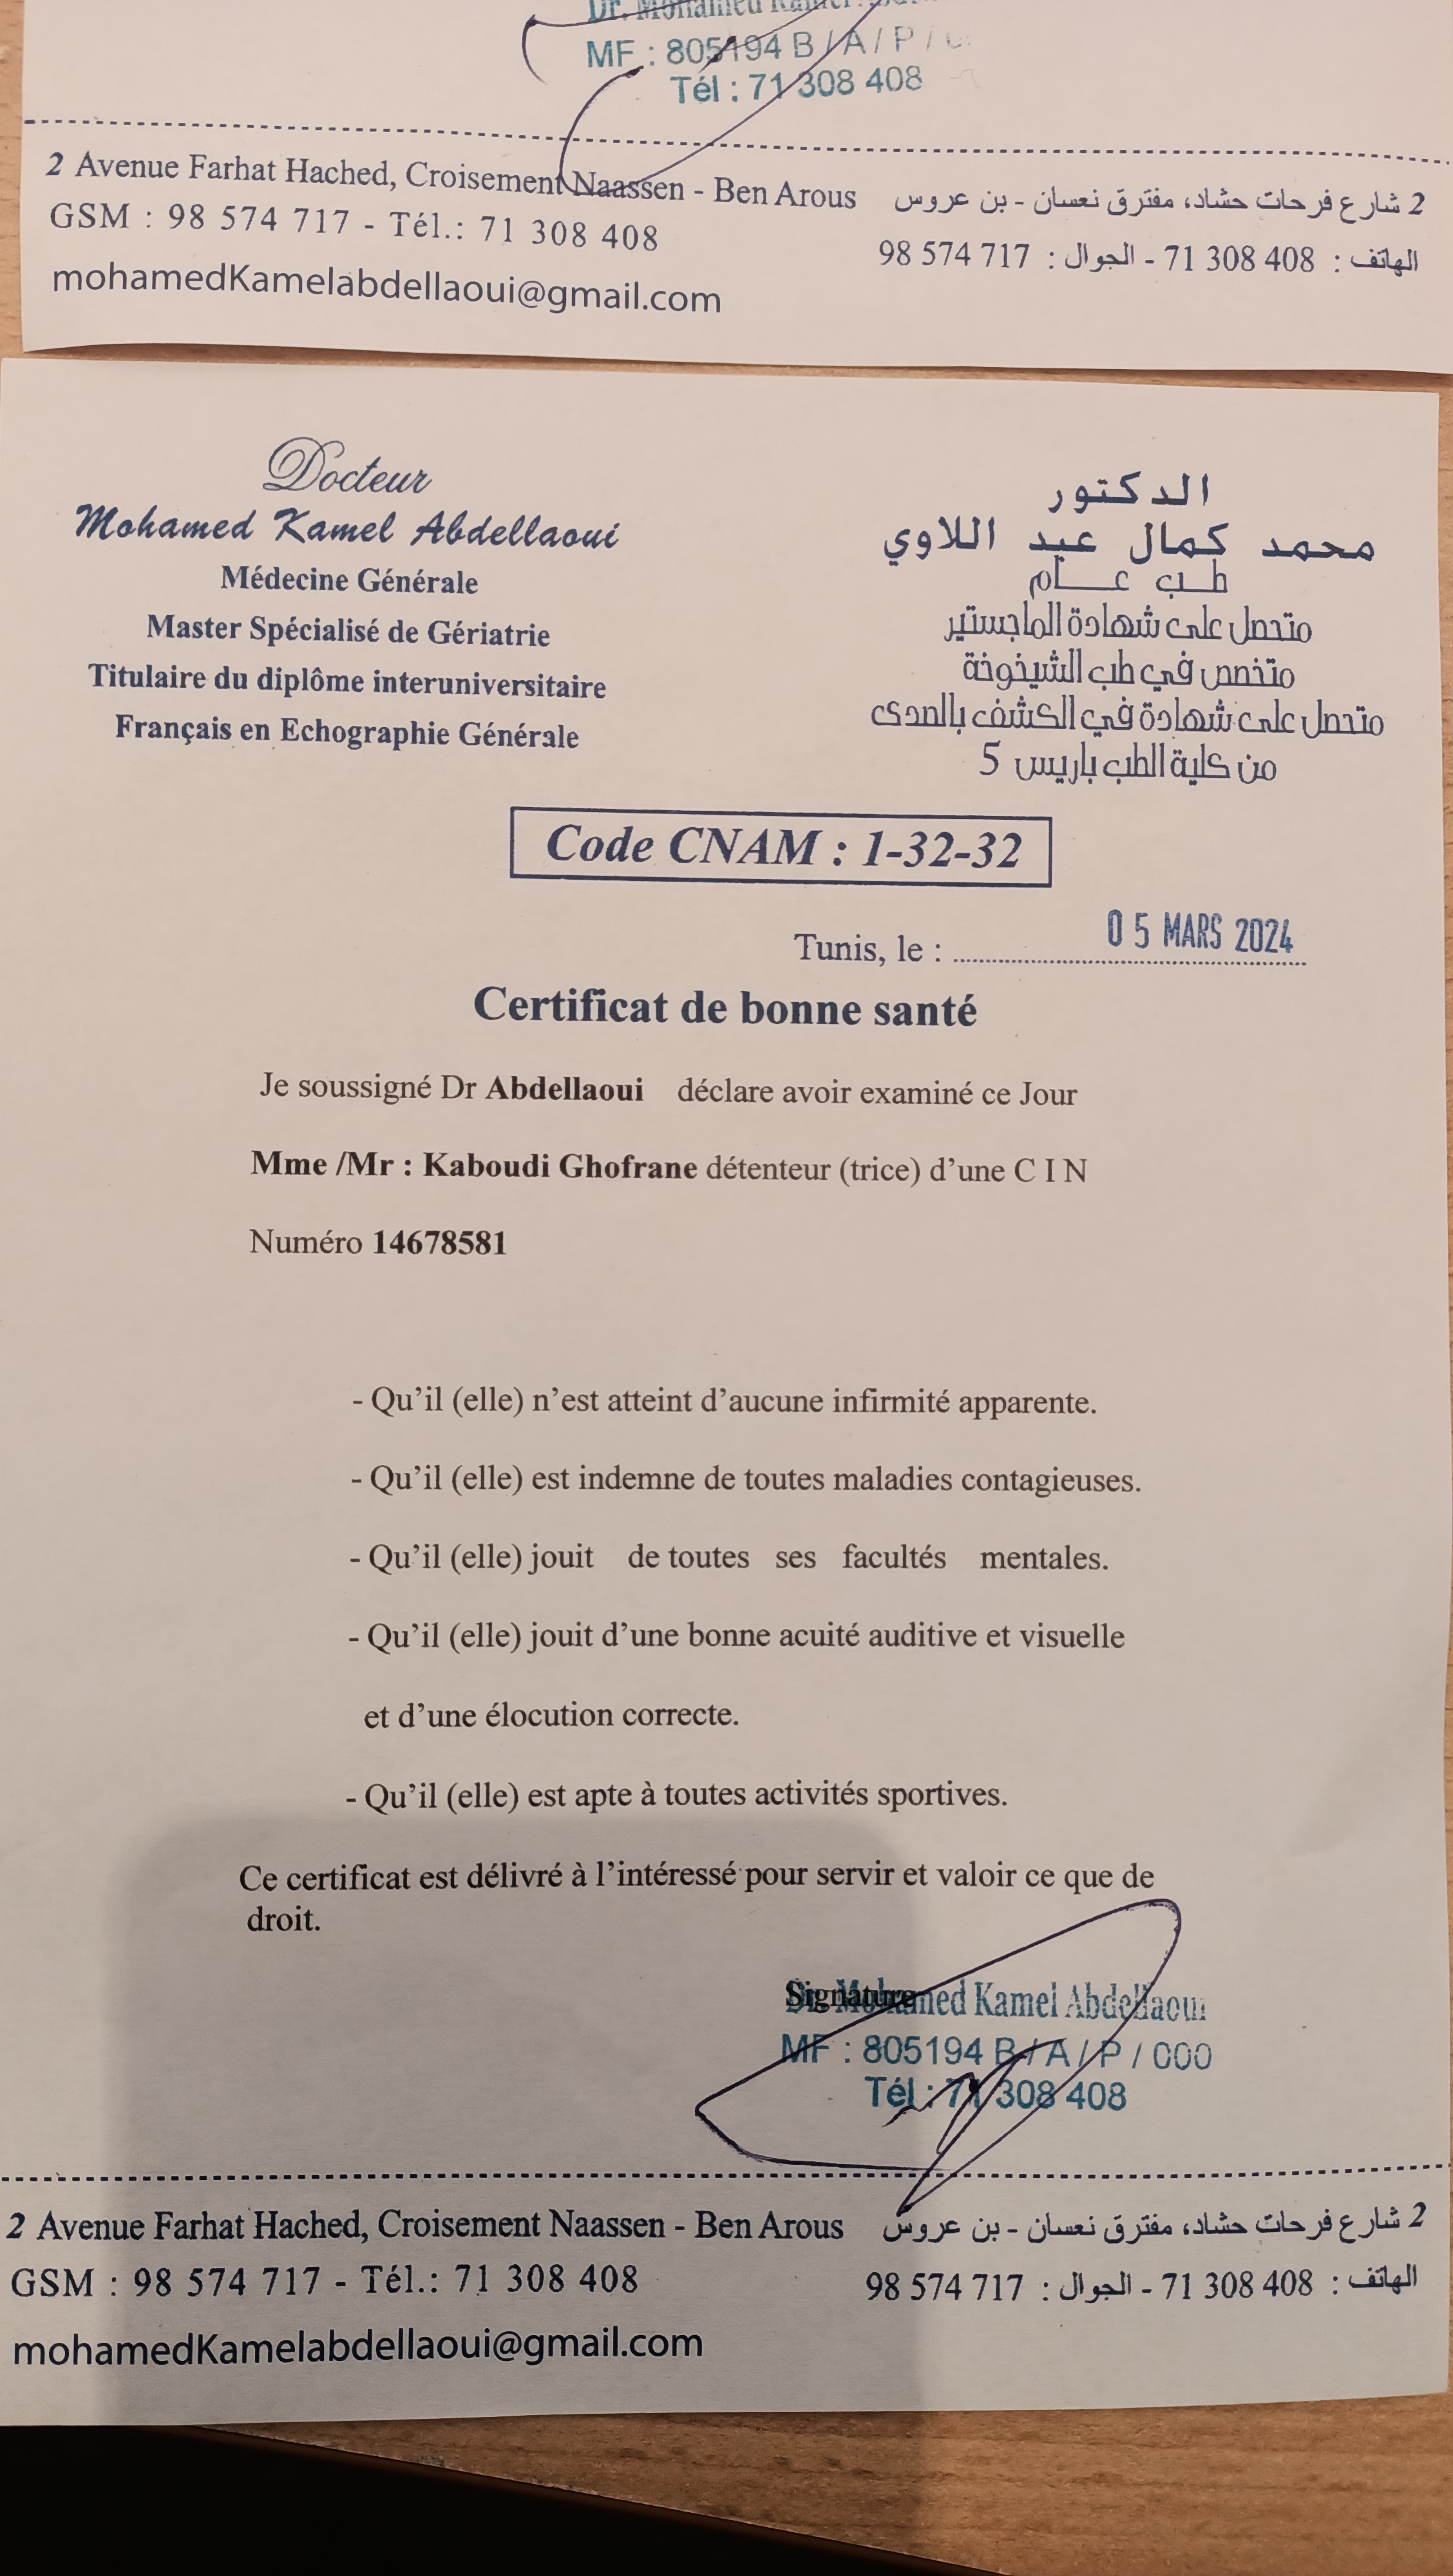 Dr. Mohamed Kamel
MF : 805194 B / A / P /
Tél : 71 308 408
2 Avenue Farhat Hached, Croisement Naassen - Ben Arous
2 شارع فرحات حشاد، مفترق نعسان - بن عروس
GSM : 98 574 717 - Tél.: 71 308 408
الهاتف : 71 308 408 - الجوال : 98 574 717
mohamedKamelabdellaoui@gmail.com
Docteur
Mohamed Kamel Abdellaoui
Médecine Générale
Master Spécialisé de Gériatrie
Titulaire du diplôme interuniversitaire
Français en Echographie Générale
الدكتور
محمد كمال عبد اللاوي
طب عـــام
متحصل على شهادة الماجستير
متخصص في طب الشيخوخة
متحصل على شهادة في الكشف بالصدى
من كلية الطب باريس 5
Code CNAM : 1-32-32
Tunis, le : 05 MARS 2024
Certificat de bonne santé
Je soussigné Dr Abdellaoui déclare avoir examiné ce Jour
Mme /Mr : Kaboudi Ghofrane détenteur (trice) d’une C I N
Numéro 14678581
- Qu’il (elle) n’est atteint d’aucune infirmité apparente.
- Qu’il (elle) est indemne de toutes maladies contagieuses.
- Qu’il (elle) jouit de toutes ses facultés mentales.
- Qu’il (elle) jouit d’une bonne acuité auditive et visuelle
et d’une élocution correcte.
- Qu’il (elle) est apte à toutes activités sportives.
Ce certificat est délivré à l’intéressé pour servir et valoir ce que de
droit.
Signature
Dr. Mohamed Kamel Abdellaoui
MF : 805194 B / A / P / 000
Tél : 71 308 408
2 Avenue Farhat Hached, Croisement Naassen - Ben Arous
2 شارع فرحات حشاد، مفترق نعسان - بن عروس
GSM : 98 574 717 - Tél.: 71 308 408
الهاتف : 71 308 408 - الجوال : 98 574 717
mohamedKamelabdellaoui@gmail.com